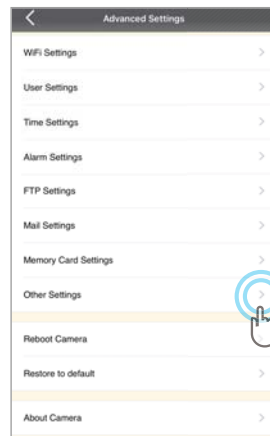 Advanced Settings
WiFi Settings
User Settings
Time Settings
Alarm Settings
FTP Settings
Mail Settings
Memory Card Settings
Other Settings
Reboot Camera
Restore to default
About Camera